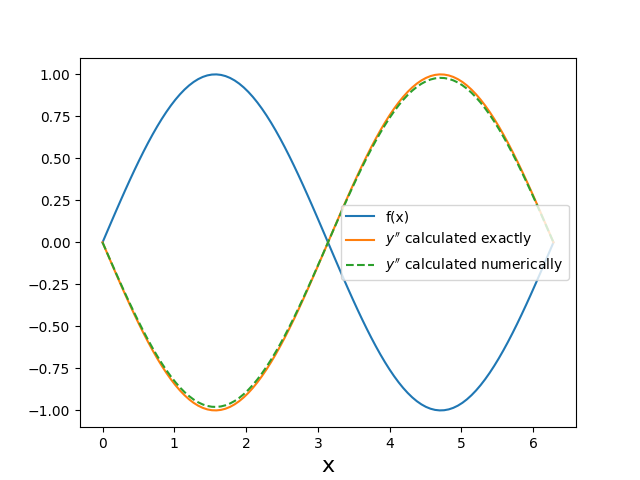 1.00
0.75
0.50
0.25
0.00
−0.25
−0.50
−0.75
−1.00
f(x)
y′′ calculated exactly
y′′ calculated numerically
0 1 2 3 4 5 6
x